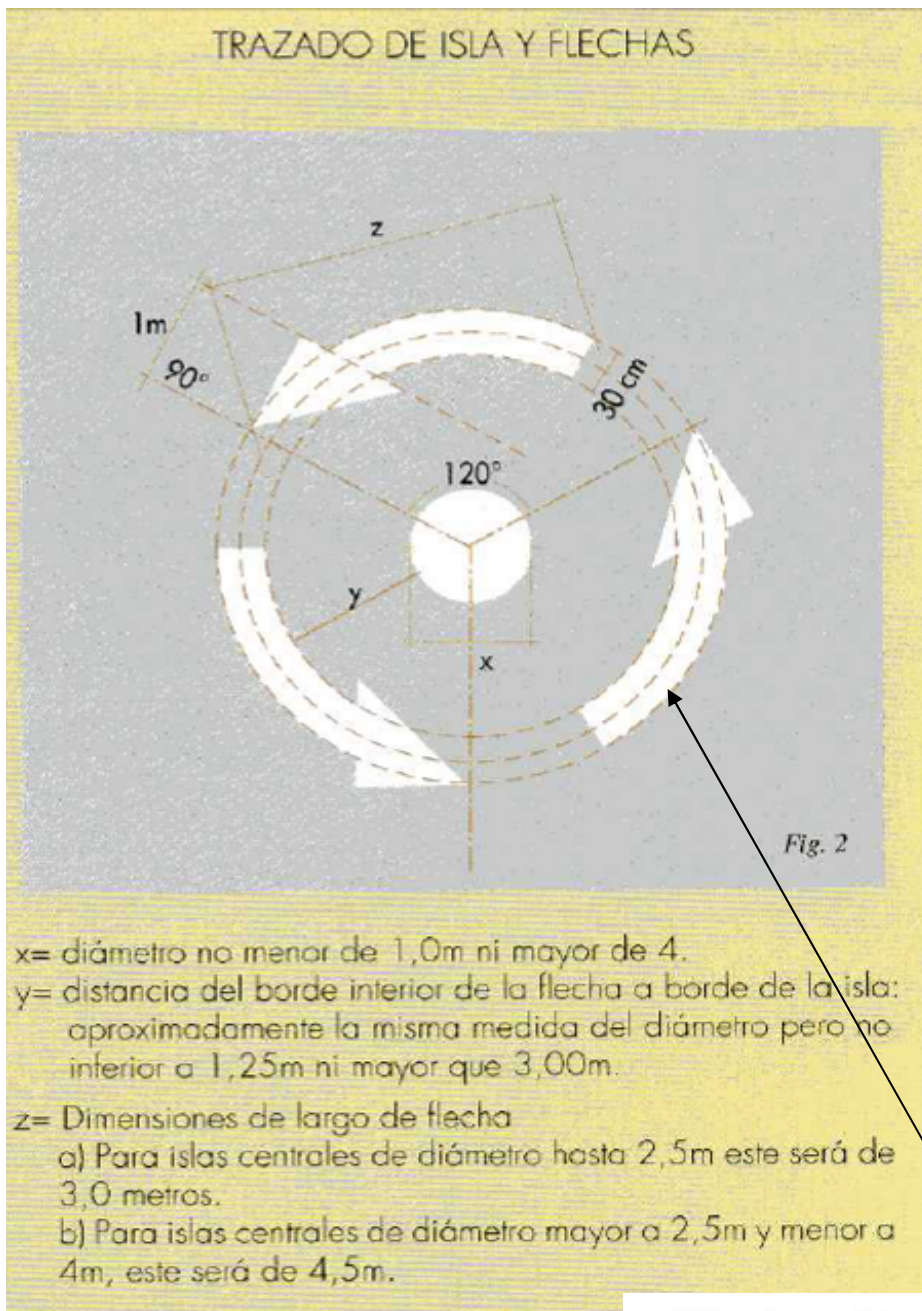 TRAZADO DE ISLA Y FLECHAS
z
1m
90°
30 cm
120°
y
x
Fig. 2
x= diámetro no menor de 1,0m ni mayor de 4.
y= distancia del borde interior de la flecha a borde de la isla:
aproximadamente la misma medida del diámetro pero no
inferior a 1,25m ni mayor que 3,00m.
z= Dimensiones de largo de flecha
a) Para islas centrales de diámetro hasta 2,5m este será de
3,0 metros.
b) Para islas centrales de diámetro mayor a 2,5m y menor a
4m, este será de 4,5m.